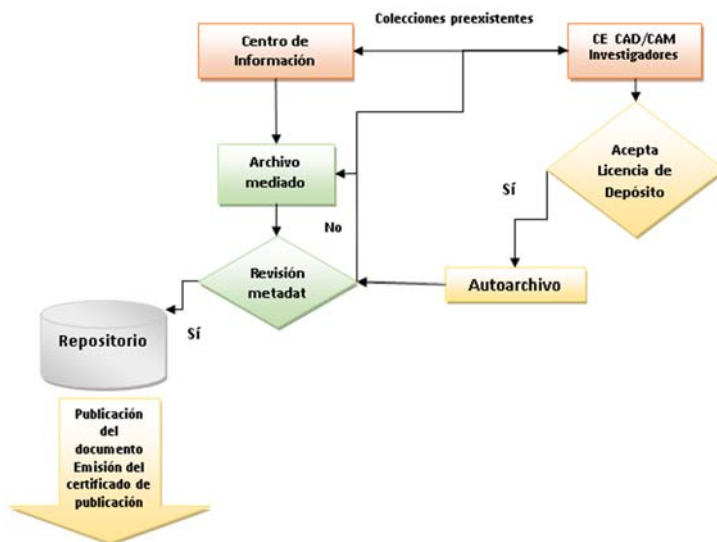 Colecciones preexistentes
Centro de
Información
CE CAD/CAM
Investigadores
Archivo
mediado
Acepta
Licencia de
Depósito
Sí
No
Revisión
metadat
Autoarchivo
Repositorio
Sí
Publicación
del
documento
Emisión del
certificado de
publicación